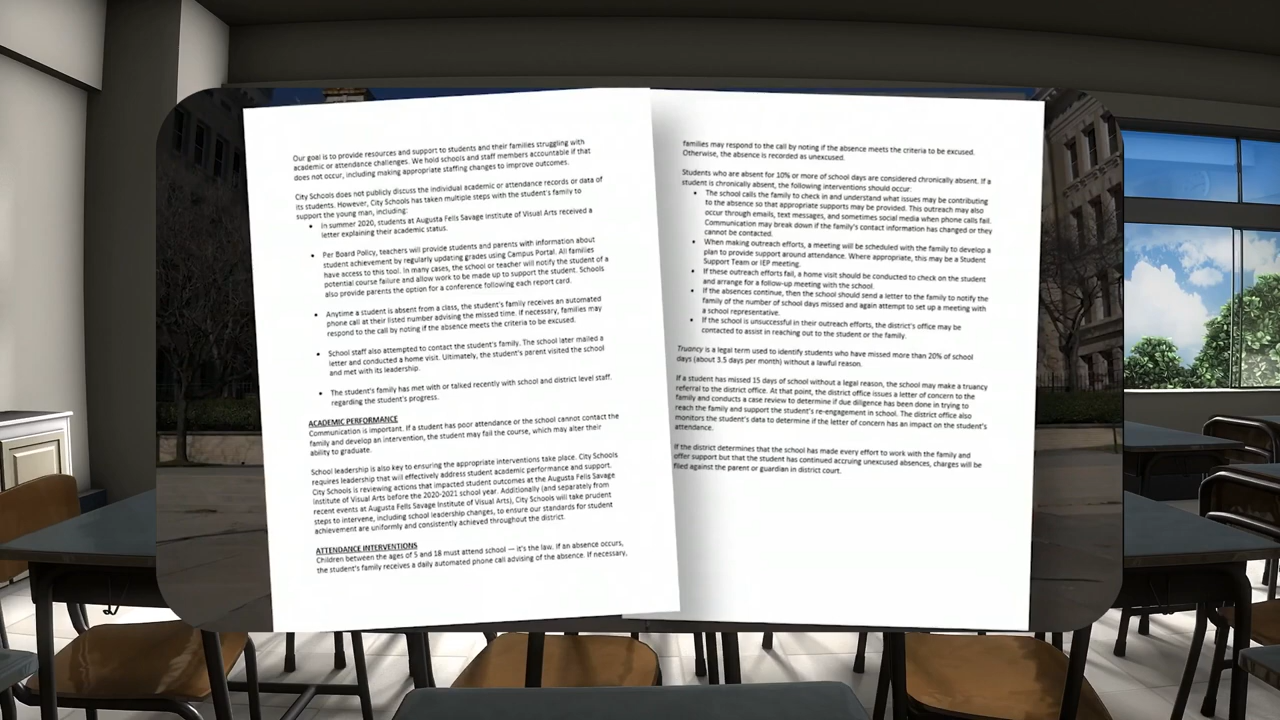 Our goal is to provide resources and support to students and their families struggling with
academic or attendance challenges. We hold schools and staff members accountable if that
does not occur, including making appropriate staffing changes to improve outcomes.
City Schools does not publicly discuss the individual academic or attendance records or data of
its students. However, City Schools has taken multiple steps with the student's family to
support the young man, including:
• In summer 2020, students at Augusta Fells Savage Institute of Visual Arts received a
letter explaining their academic status.
• Per Board Policy, teachers will provide students and parents with information about
student achievement by regularly updating grades using Campus Portal. All families
have access to this tool. In many cases, the school or teacher will notify the student of a
potential course failure and allow work to be made up to support the student. Schools
also provide parents the option for a conference following each report card.
• Anytime a student is absent from a class, the student's family receives an automated
phone call at their listed number advising the missed time. If necessary, families may
respond to the call by noting if the absence meets the criteria to be excused.
• School staff also attempted to contact the student's family. The school later mailed a
letter and conducted a home visit. Ultimately, the student's parent visited the school
and met with its leadership.
• The student's family has met with or talked recently with school and district level staff.
regarding the student's progress.
ACADEMIC PERFORMANCE
Communication is important. If a student has poor attendance or the school cannot contact the
family and develop an intervention, the student may fail the course, which may alter their
ability to graduate.
School leadership is also key to ensuring the appropriate interventions take place. City Schools
requires leadership that will effectively address student academic performance and support.
City Schools is reviewing actions that impacted student outcomes at the Augusta Fells Savage
Institute of Visual Arts before the 2020-2021 school year. Additionally (and separately from
recent events at Augusta Fells Savage Institute of Visual Arts), City Schools will take prudent
steps to intervene, including school leadership changes, to ensure our standards for student
achievement are uniformly and consistently achieved throughout the district.
ATTENDANCE INTERVENTIONS
Children between the ages of 5 and 18 must attend school — it's the law. If an absence occurs,
the student's family receives a daily automated phone call advising of the absence. If necessary,
families may respond to the call by noting if the absence meets the criteria to be excused.
Otherwise, the absence is recorded as unexcused.
Students who are absent for 10% or more of school days are considered chronically absent. If a
student is chronically absent, the following interventions should occur:
• The school calls the family to check in and understand what issues may be contributing
to the absence so that appropriate supports may be provided. This outreach may also
occur through emails, text messages, and sometimes social media when phone calls fail.
Communication may break down if the family's contact information has changed or they
cannot be contacted.
• When making outreach efforts, a meeting will be scheduled with the family to develop a
plan to provide support around attendance. Where appropriate, this may be a Student
Support Team or IEP meeting.
• If these outreach efforts fail, a home visit should be conducted to check on the student
and arrange for a follow-up meeting with the school.
• If the absences continue, then the school should send a letter to the family to notify the
family of the number of school days missed and again attempt to set up a meeting with
a school representative.
• If the school is unsuccessful in their outreach efforts, the district's office may be
contacted to assist in reaching out to the student or the family.
Truancy is a legal term used to identify students who have missed more than 20% of school
days (about 3.5 days per month) without a lawful reason.
If a student has missed 15 days of school without a legal reason, the school may make a truancy
referral to the district office. At that point, the district office issues a letter of concern to the
family and conducts a case review to determine if due diligence has been done in trying to
reach the family and support the student's re-engagement in school. The district office also
monitors the student's data to determine if the letter of concern has an impact on the student's
attendance.
If the district determines that the school has made every effort to work with the family and
offer support but that the student has continued accruing unexcused absences, charges will be
filed against the parent or guardian in district court.